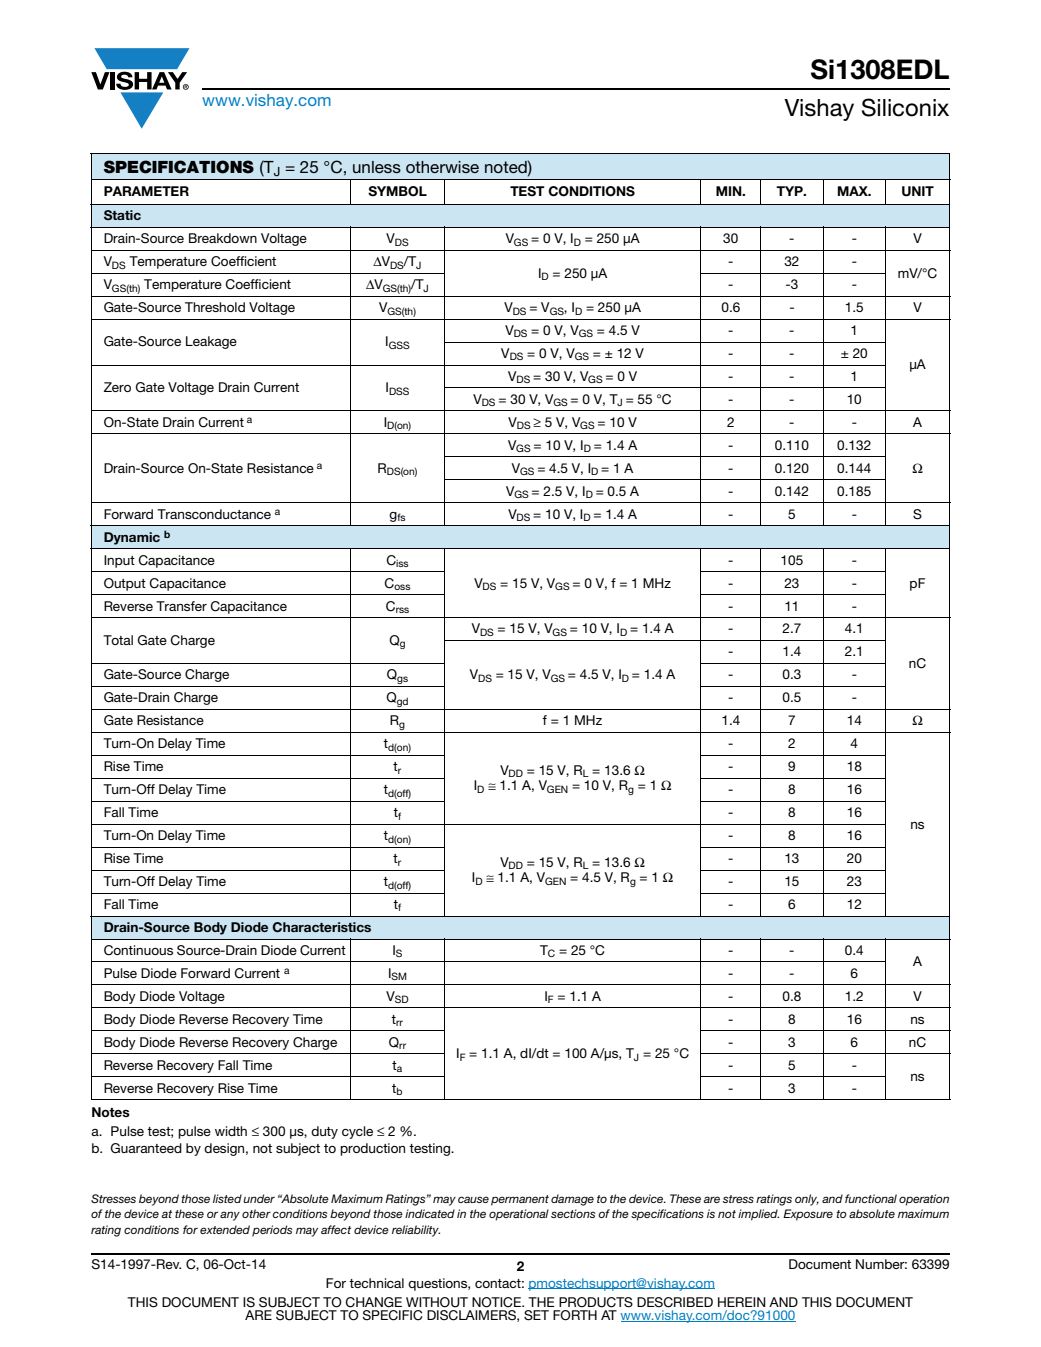 VISHAY®
www.vishay.com
Si1308EDL
Vishay Siliconix
SPECIFICATIONS (TJ = 25 °C, unless otherwise noted)
PARAMETER SYMBOL TEST CONDITIONS MIN. TYP. MAX. UNIT
Static
Drain-Source Breakdown Voltage VDS VGS = 0 V, ID = 250 μA 30 - - V
VDS Temperature Coefficient ΔVDS/TJ ID = 250 μA - 32 - mV/°C
VGS(th) Temperature Coefficient ΔVGS(th)/TJ - -3 -
Gate-Source Threshold Voltage VGS(th) VDS = VGS, ID = 250 μA 0.6 - 1.5 V
Gate-Source Leakage IGSS VDS = 0 V, VGS = 4.5 V - - 1 μA
VDS = 0 V, VGS = ± 12 V - - ± 20
Zero Gate Voltage Drain Current IDSS VDS = 30 V, VGS = 0 V - - 1
VDS = 30 V, VGS = 0 V, TJ = 55 °C - - 10
On-State Drain Current a ID(on) VDS ≥ 5 V, VGS = 10 V 2 - - A
Drain-Source On-State Resistance a RDS(on) VGS = 10 V, ID = 1.4 A - 0.110 0.132 Ω
VGS = 4.5 V, ID = 1 A - 0.120 0.144
VGS = 2.5 V, ID = 0.5 A - 0.142 0.185
Forward Transconductance a gfs VDS = 10 V, ID = 1.4 A - 5 - S
Dynamic b
Input Capacitance Ciss VDS = 15 V, VGS = 0 V, f = 1 MHz - 105 - pF
Output Capacitance Coss - 23 -
Reverse Transfer Capacitance Crss - 11 -
Total Gate Charge Qg VDS = 15 V, VGS = 10 V, ID = 1.4 A - 2.7 4.1 nC
VDS = 15 V, VGS = 4.5 V, ID = 1.4 A - 1.4 2.1
Gate-Source Charge Qgs - 0.3 -
Gate-Drain Charge Qgd - 0.5 -
Gate Resistance Rg f = 1 MHz 1.4 7 14 Ω
Turn-On Delay Time td(on) VDD = 15 V, RL = 13.6 Ω - 2 4 ns
Rise Time tr ID ≅ 1.1 A, VGEN = 10 V, Rg = 1 Ω - 9 18
Turn-Off Delay Time td(off) - 8 16
Fall Time tf - 8 16
Turn-On Delay Time td(on) VDD = 15 V, RL = 13.6 Ω - 8 16
Rise Time tr ID ≅ 1.1 A, VGEN = 4.5 V, Rg = 1 Ω - 13 20
Turn-Off Delay Time td(off) - 15 23
Fall Time tf - 6 12
Drain-Source Body Diode Characteristics
Continuous Source-Drain Diode Current IS TC = 25 °C - - 0.4 A
Pulse Diode Forward Current a ISM - - 6
Body Diode Voltage VSD IF = 1.1 A - 0.8 1.2 V
Body Diode Reverse Recovery Time trr IF = 1.1 A, dI/dt = 100 A/μs, TJ = 25 °C - 8 16 ns
Body Diode Reverse Recovery Charge Qrr - 3 6 nC
Reverse Recovery Fall Time ta - 5 - ns
Reverse Recovery Rise Time tb - 3 -
Notes
a. Pulse test; pulse width ≤ 300 μs, duty cycle ≤ 2 %.
b. Guaranteed by design, not subject to production testing.
Stresses beyond those listed under “Absolute Maximum Ratings” may cause permanent damage to the device. These are stress ratings only, and functional operation
of the device at these or any other conditions beyond those indicated in the operational sections of the specifications is not implied. Exposure to absolute maximum
rating conditions for extended periods may affect device reliability.
S14-1997-Rev. C, 06-Oct-14 2 Document Number: 63399
For technical questions, contact: pmostechsupport@vishay.com
THIS DOCUMENT IS SUBJECT TO CHANGE WITHOUT NOTICE. THE PRODUCTS DESCRIBED HEREIN AND THIS DOCUMENT
ARE SUBJECT TO SPECIFIC DISCLAIMERS, SET FORTH AT www.vishay.com/doc?91000